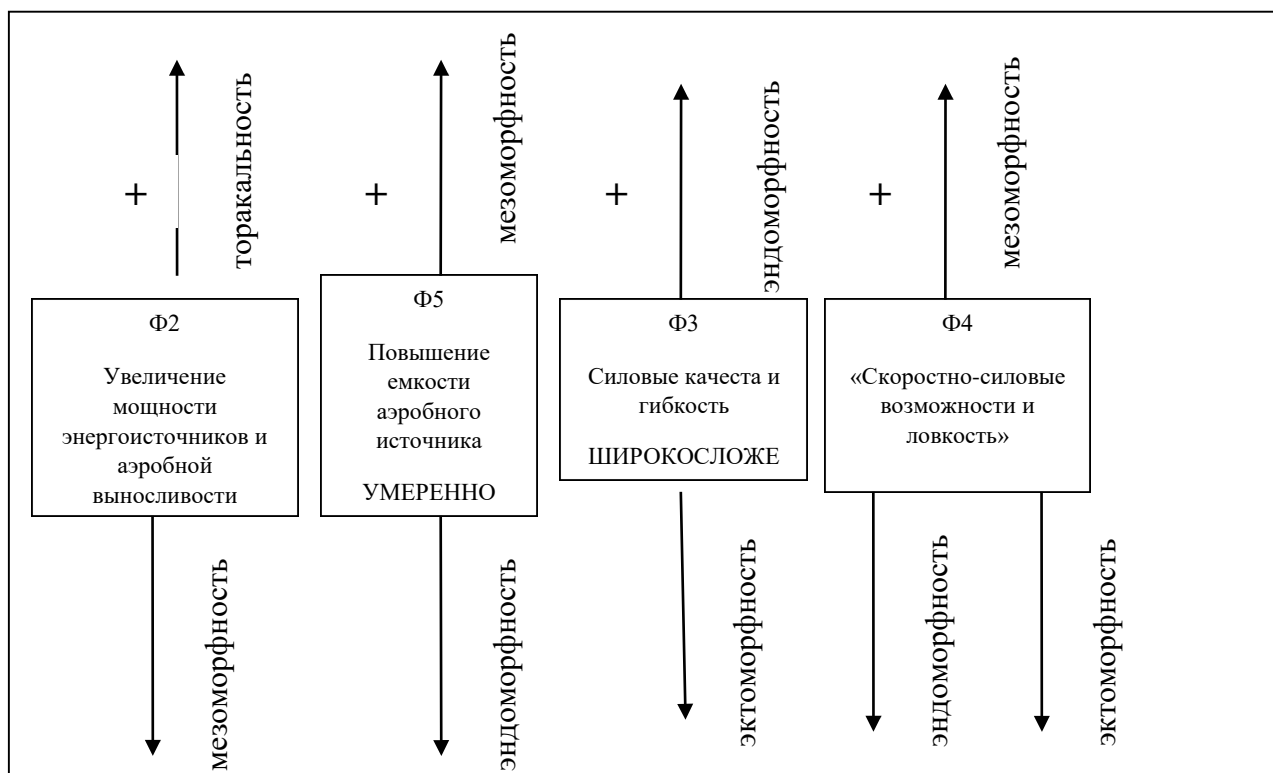 +
торакальность
+
мезоморфность
+
эндоморфность
+
мезоморфность
Ф2
Увеличение
мощности
энергоисточников и
аэробной
выносливости
Ф5
Повышение
емкости
аэробного
источника
УМЕРЕННО
Ф3
Силовые качеста и
гибкость
ШИРОКОСЛОЖЕ
Ф4
«Скоростно-силовые
возможности и
ловкость»
мезоморфность
эндоморфность
эктоморфность
эндоморфность
эктоморфность